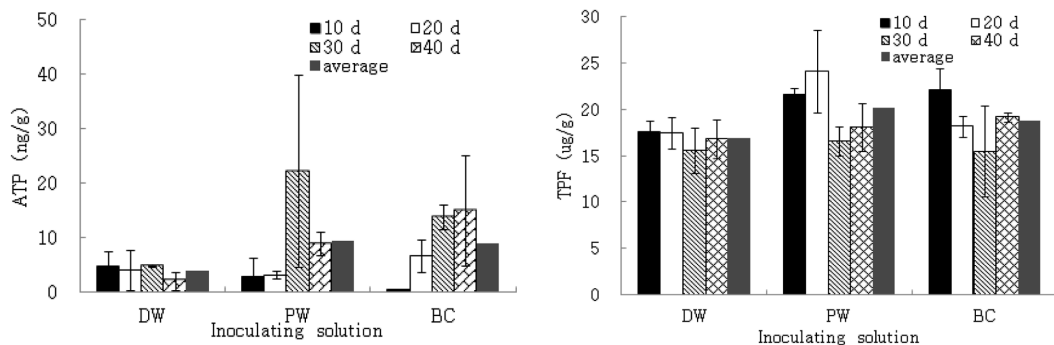 50
40
30
20
10
0
ATP (ng/g)
10 d 20 d
30 d 40 d
average
DW PW BC
Inoculating solution
30
25
20
15
10
5
0
TPF (ug/g)
10 d 20 d
30 d 40 d
average
DW PW BC
Inoculating solution